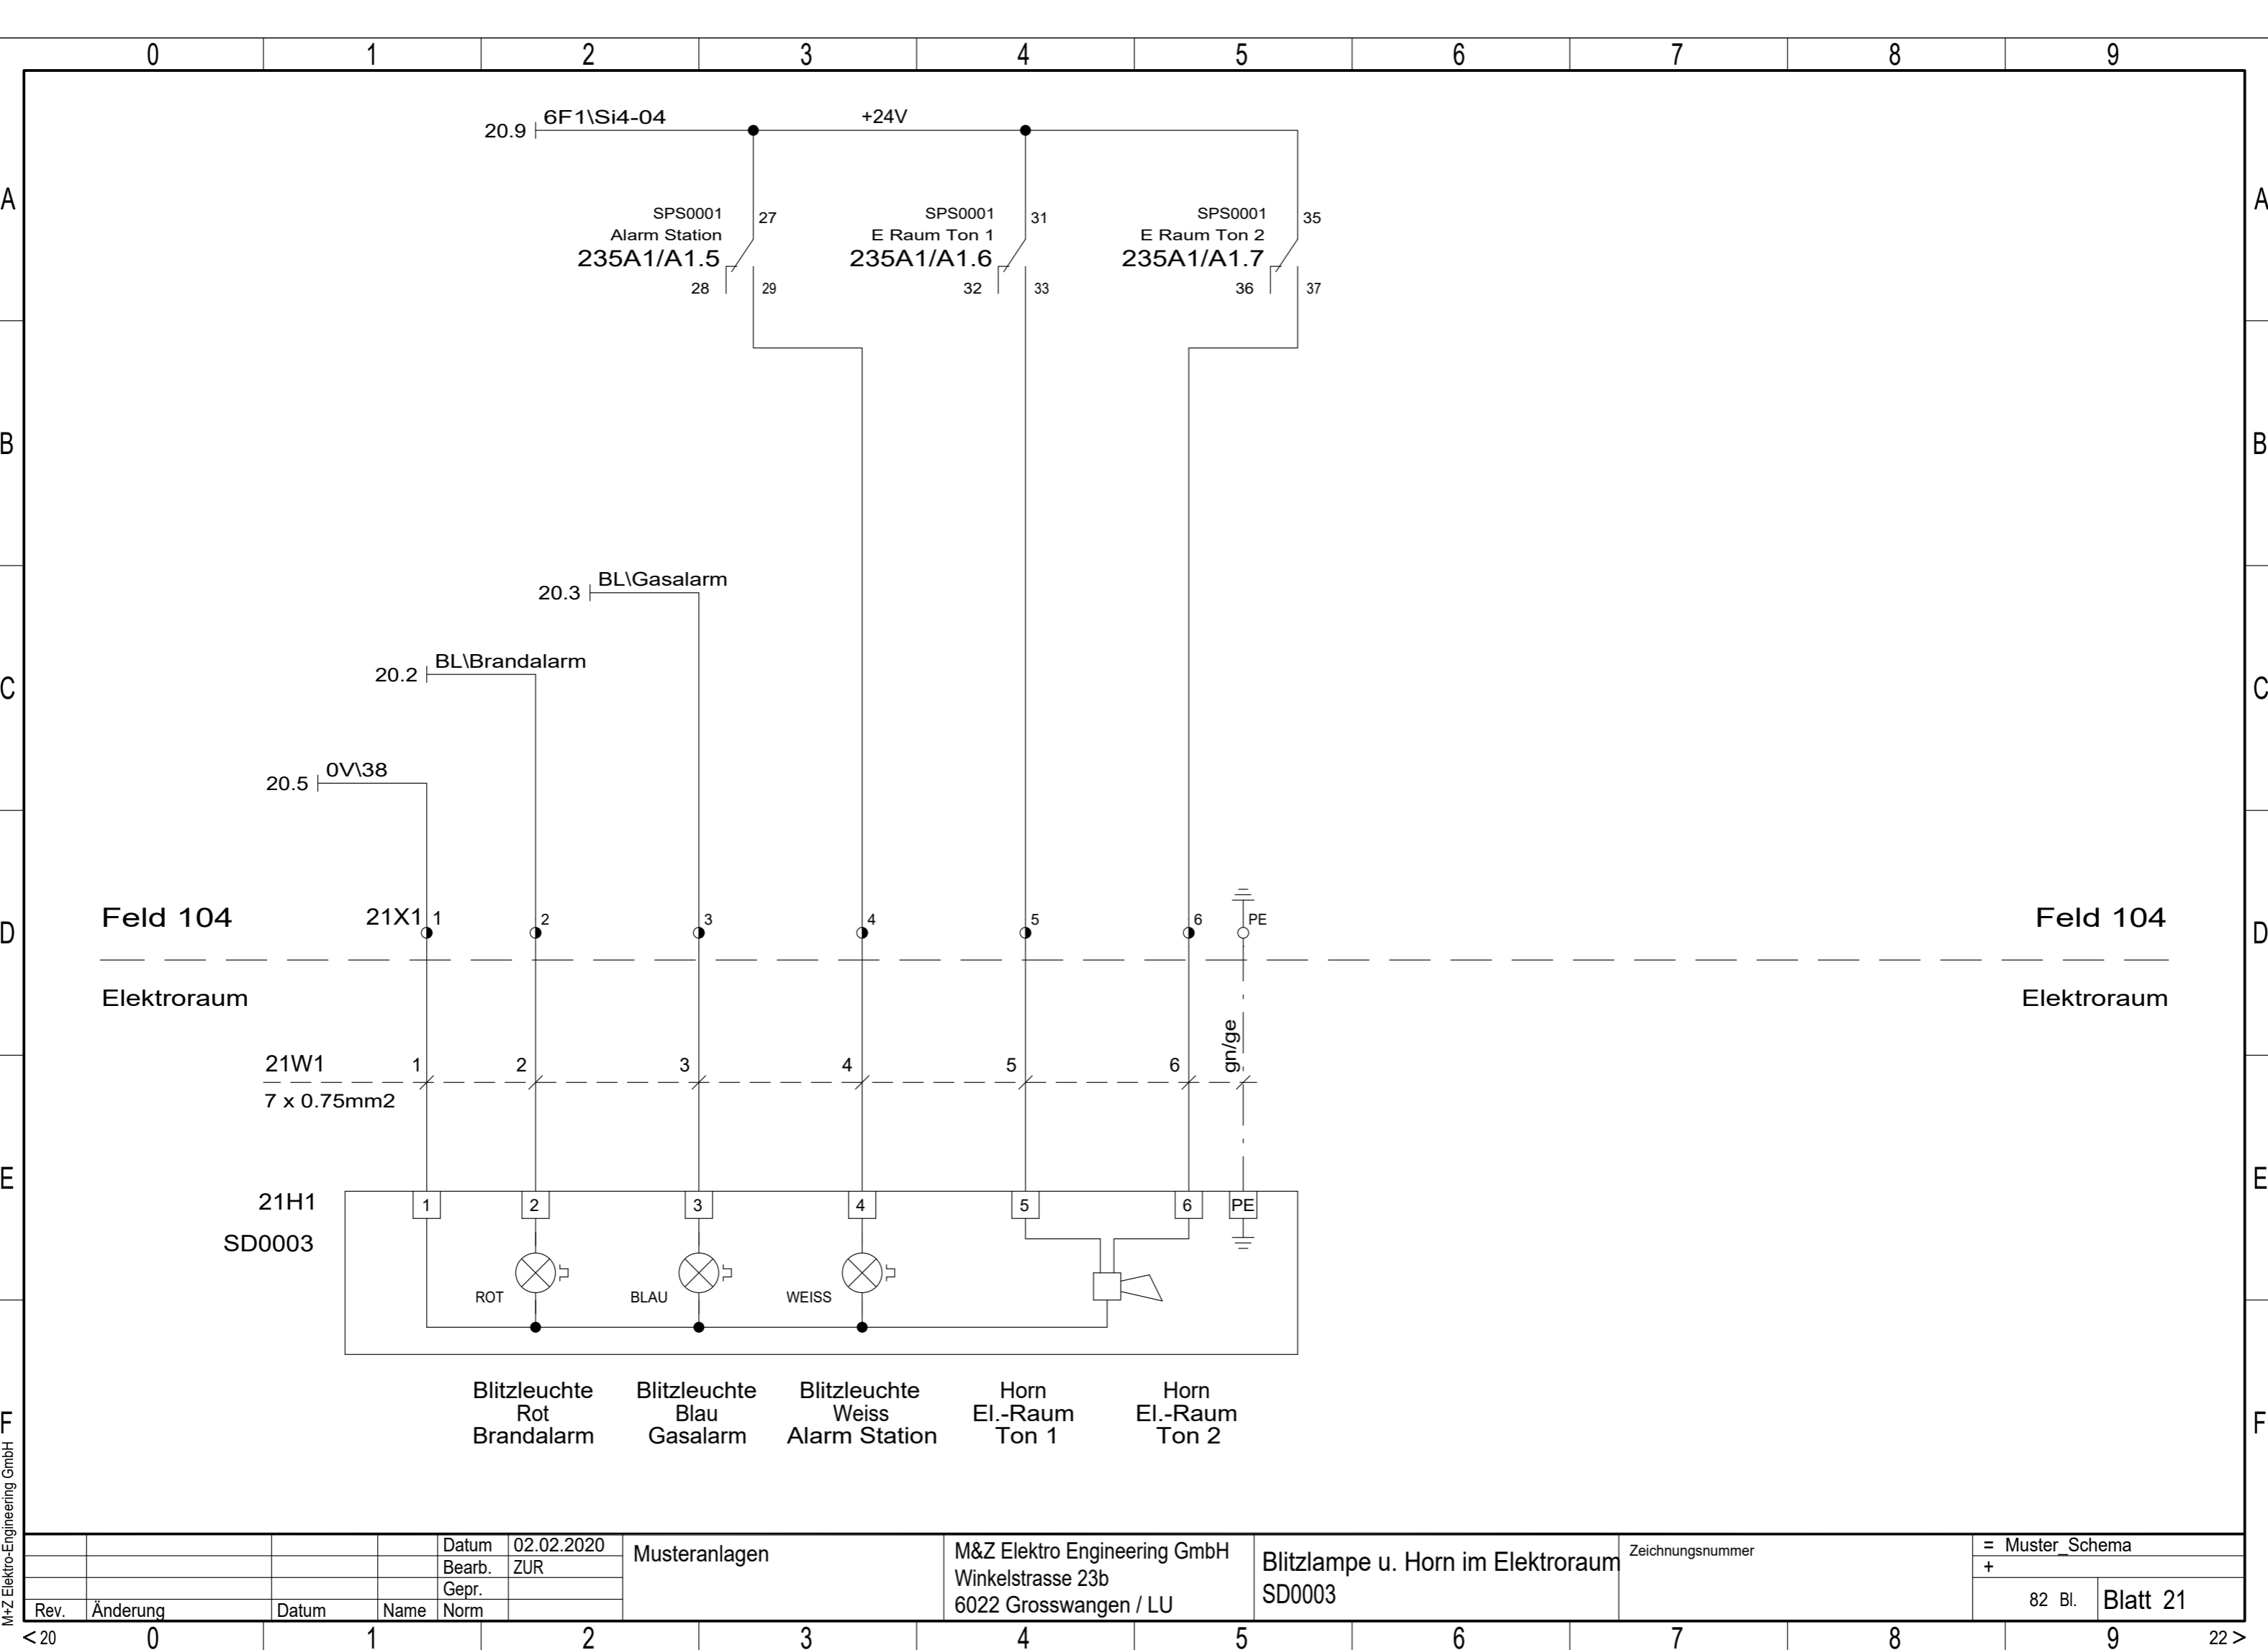 0 1 2 3 4 5 6 7 8 9
20.9 6F1\Si4-04 +24V
A A
SPS0001 27 SPS0001 31 SPS0001 35
Alarm Station E Raum Ton 1 E Raum Ton 2
235A1/A1.5 235A1/A1.6 235A1/A1.7
28 29 32 33 36 37
B B
20.3 BL\Gasalarm
20.2 BL\Brandalarm
C C
20.5 0V\38
Feld 104 21X1 1 2 3 4 5 6 PE Feld 104
D D
Elektroraum Elektroraum
gn/ge
21W1 1 2 3 4 5 6
7 x 0.75mm2
E E
21H1 1 2 3 4 5 6 PE
SD0003
ROT BLAU WEISS
Blitzleuchte Blitzleuchte Blitzleuchte Horn Horn
Rot Blau Weiss El.-Raum El.-Raum
Brandalarm Gasalarm Alarm Station Ton 1 Ton 2
F F
M+Z Elektro-Engineering GmbH
Datum 02.02.2020
Bearb. ZUR
Gepr.
Rev. Änderung Datum Name Norm
Musteranlagen
M&Z Elektro Engineering GmbH
Winkelstrasse 23b
6022 Grosswangen / LU
Blitzlampe u. Horn im Elektroraum
SD0003
Zeichnungsnummer
= Muster_Schema
+
82 Bl. Blatt 21
< 20 0 1 2 3 4 5 6 7 8 9 22 >